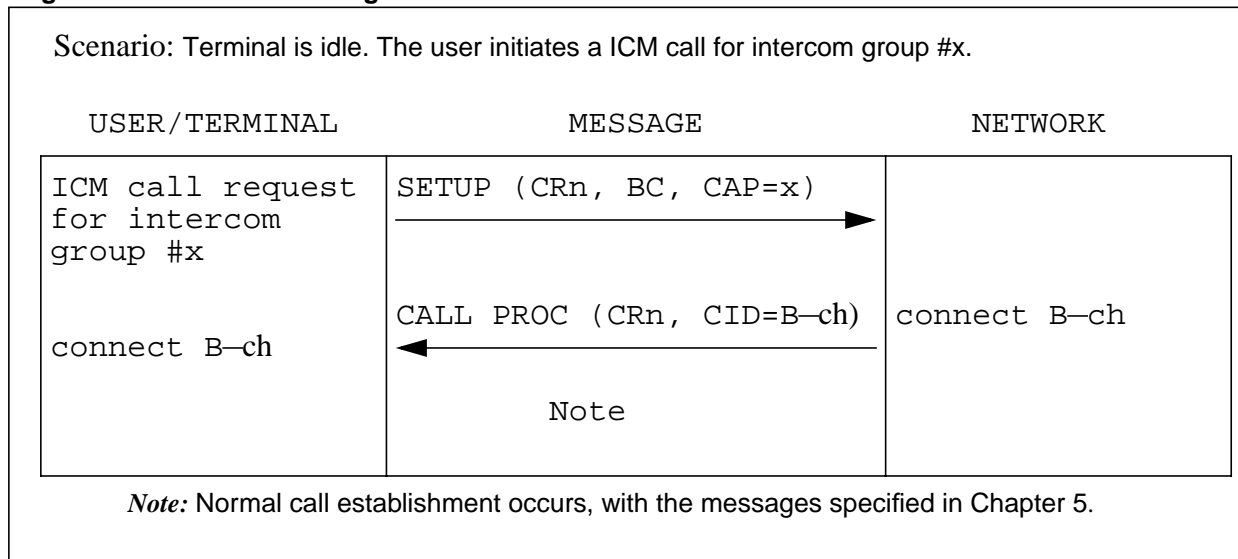 Scenario: Terminal is idle. The user initiates a ICM call for intercom group #x.
USER/TERMINAL MESSAGE NETWORK
ICM call request
for intercom
group #x
SETUP (CRn, BC, CAP=x)
CALL PROC (CRn, CID=B—ch)
connect B—ch
connect B—ch
Note
Note: Normal call establishment occurs, with the messages specified in Chapter 5.